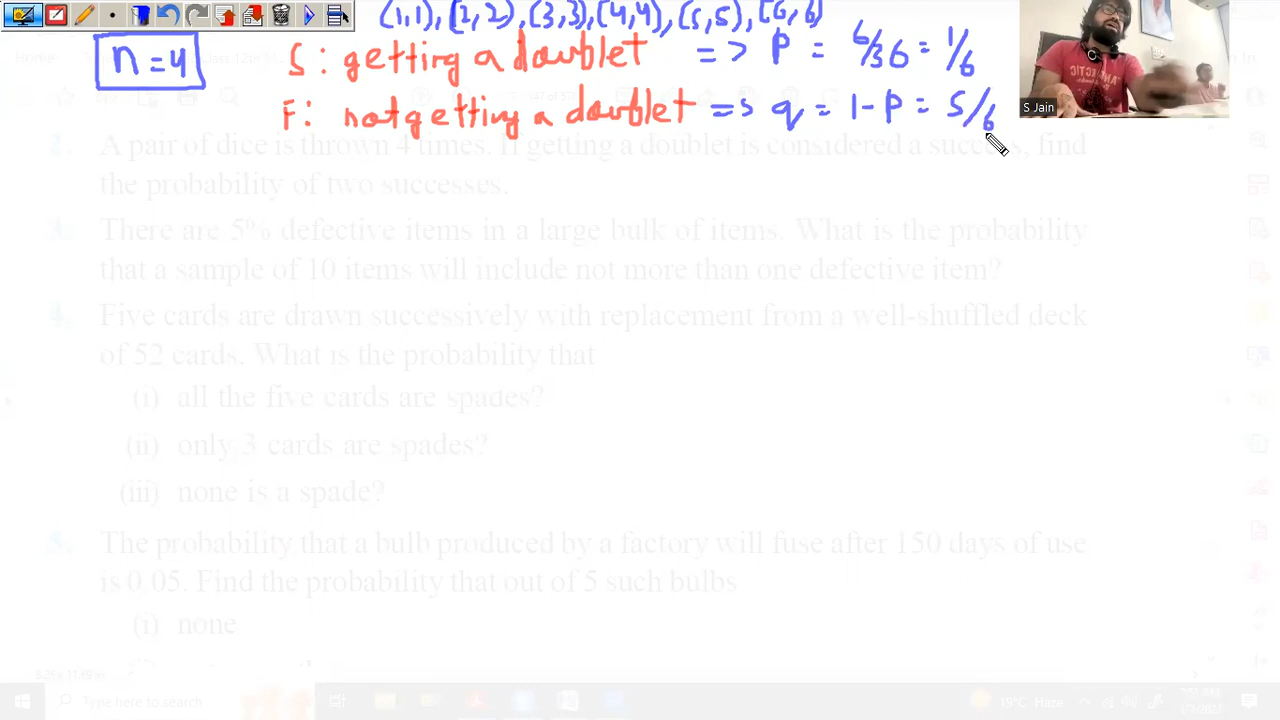 (1,1), (2,2), (3,3), (4,4), (5,5), (6,6)
n = 4
S : getting a doublet => P = 6/36 = 1/6
F : not getting a doublet => q = 1 - P = 5/6
S Jain
2. A pair of dice is thrown 4 times. If getting a doublet is considered a success, find
the probability of two successes.
3. There are 5% defective items in a large bulk of items. What is the probability
that a sample of 10 items will include not more than one defective item?
4. Five cards are drawn successively with replacement from a well-shuffled deck
of 52 cards. What is the probability that
(i) all the five cards are spades?
(ii) only 3 cards are spades?
(iii) none is a spade?
5. The probability that a bulb produced by a factory will fuse after 150 days of use
is 0.05. Find the probability that out of 5 such bulbs
(i) none
Type here to search
19°C Haze